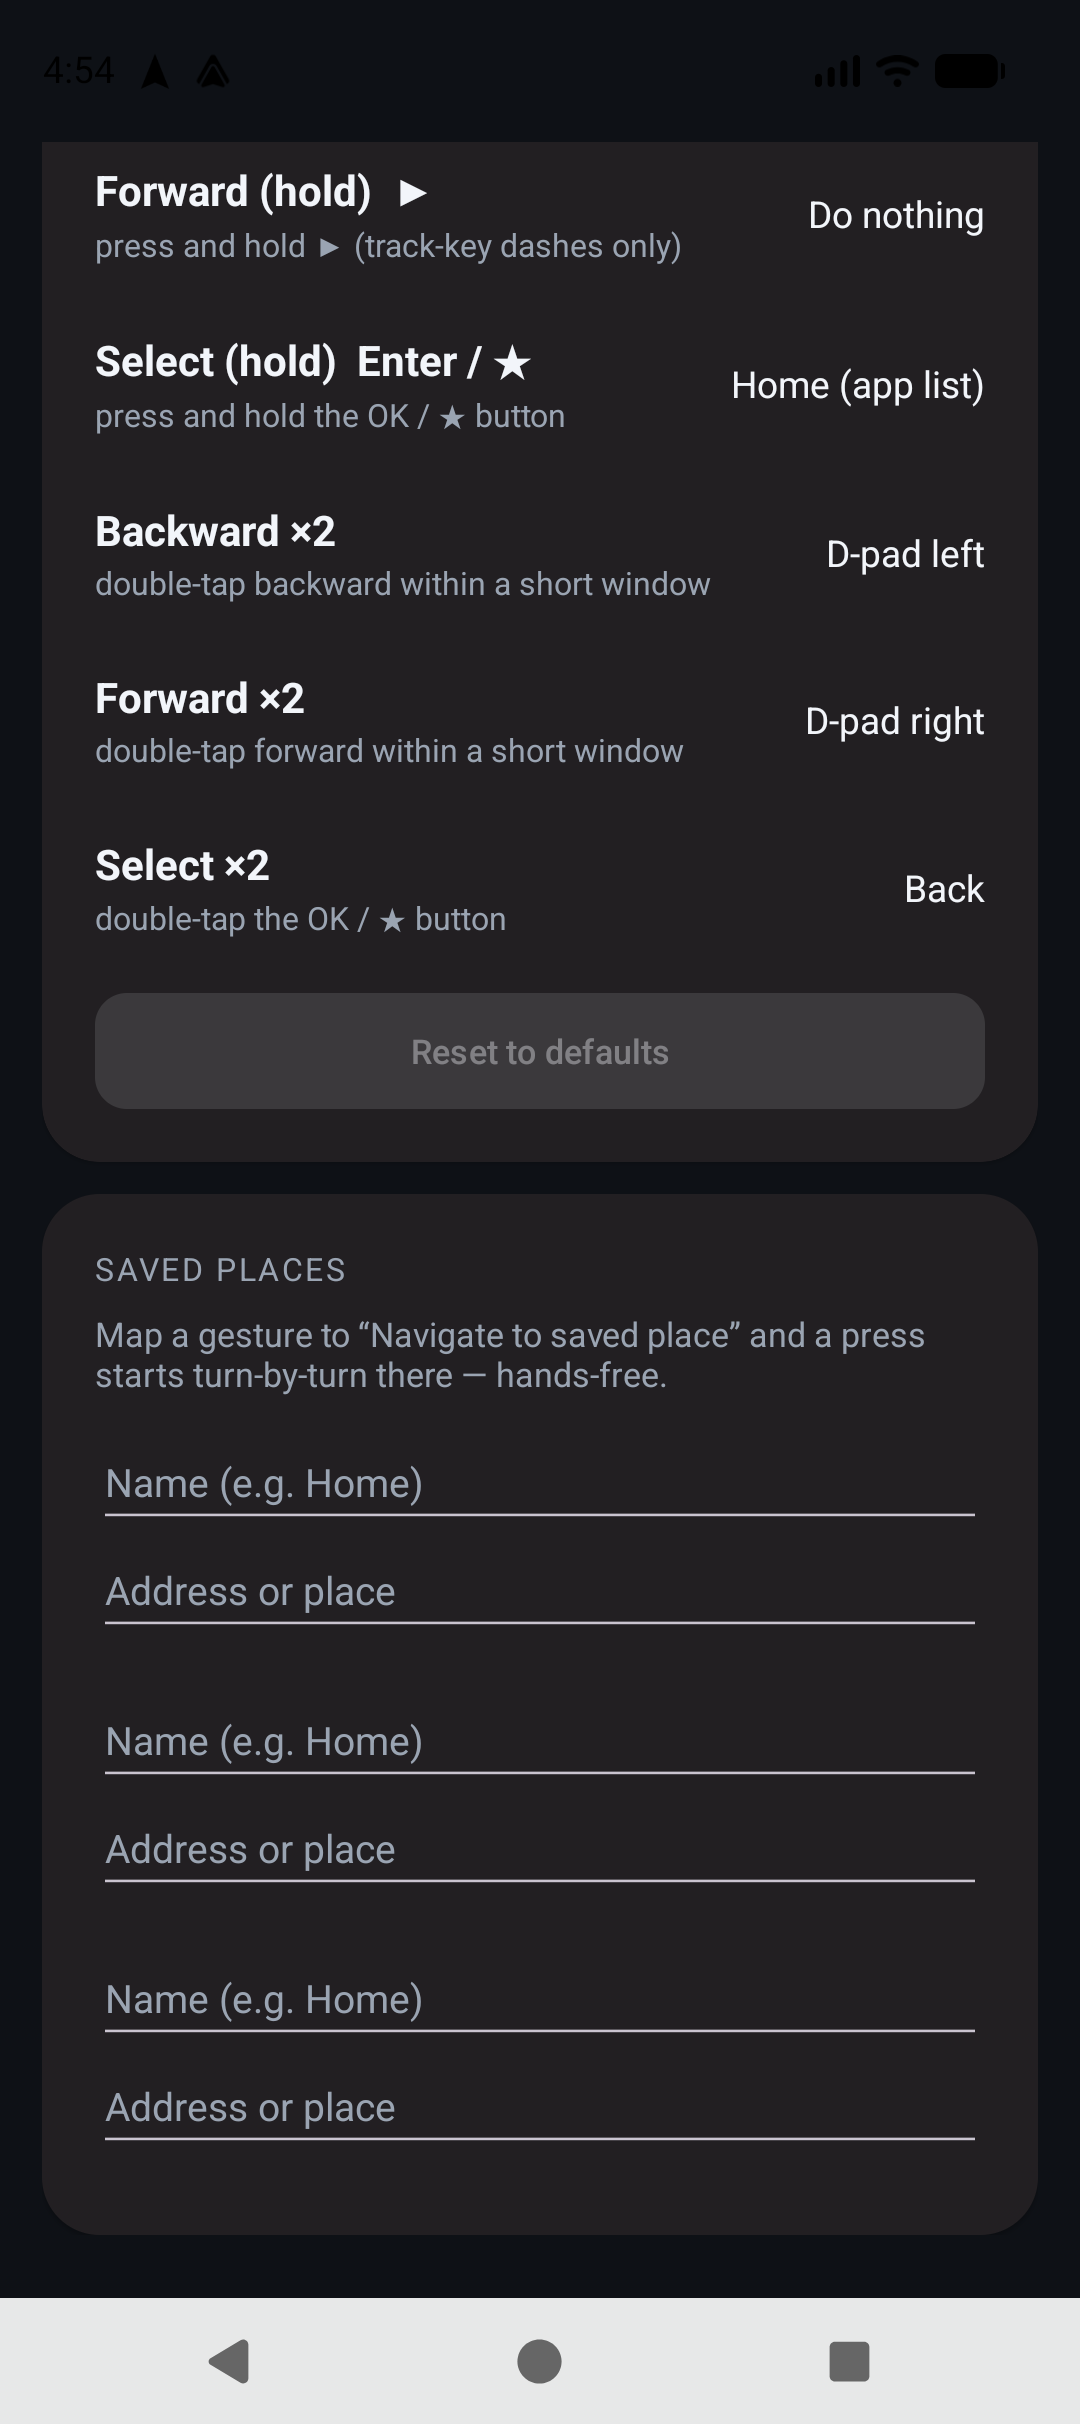 4:54
Forward (hold) ►
press and hold ► (track-key dashes only)
Do nothing
Select (hold) Enter / ★
press and hold the OK / ★ button
Home (app list)
Backward ×2
double-tap backward within a short window
D-pad left
Forward ×2
double-tap forward within a short window
D-pad right
Select ×2
double-tap the OK / ★ button
Back
Reset to defaults
SAVED PLACES
Map a gesture to “Navigate to saved place” and a press
starts turn-by-turn there — hands-free.
Name (e.g. Home)
Address or place
Name (e.g. Home)
Address or place
Name (e.g. Home)
Address or place